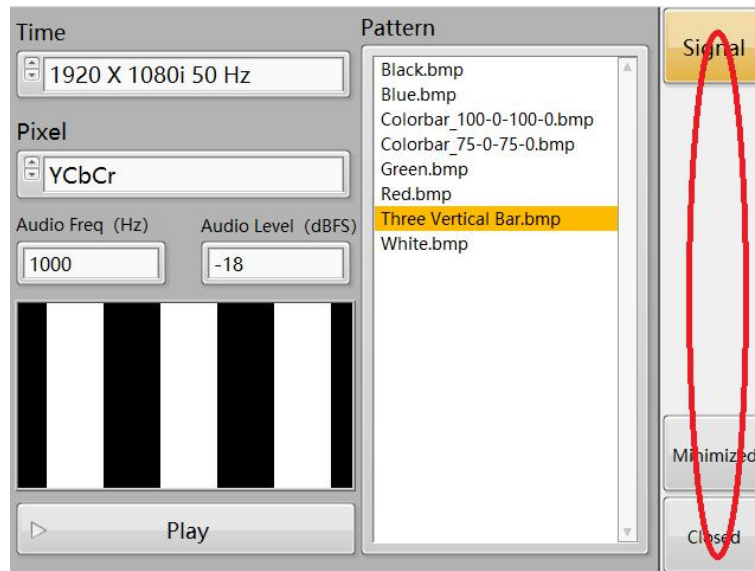 Time
1920 X 1080i 50 Hz
Pixel
YCbCr
Audio Freq (Hz)
Audio Level (dBFS)
1000
-18
Play
Pattern
Black.bmp
Blue.bmp
Colorbar_100-0-100-0.bmp
Colorbar_75-0-75-0.bmp
Green.bmp
Red.bmp
Three Vertical Bar.bmp
White.bmp
Signal
Minimized
Closed